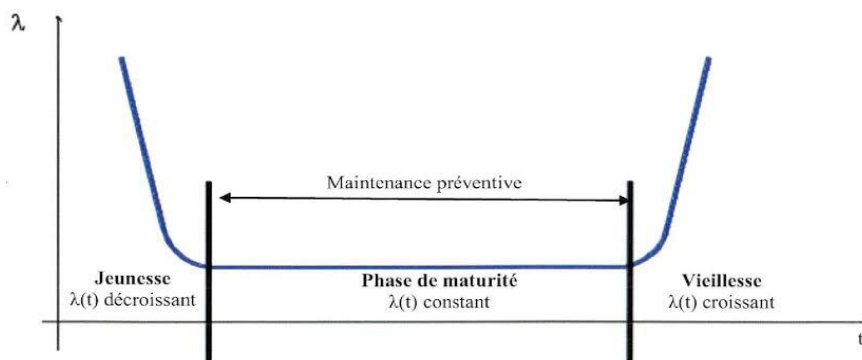 λ
Maintenance préventive
Jeunesse
λ(t) décroissant
Phase de maturité
λ(t) constant
Vieillesse
λ(t) croissant
t